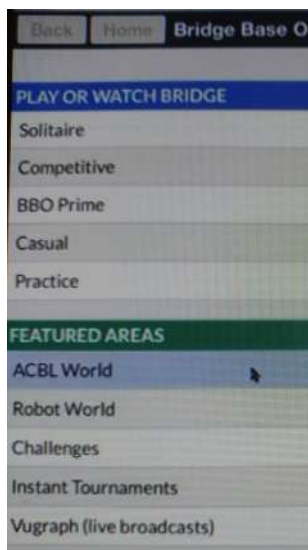 Back Home Bridge Base O
PLAY OR WATCH BRIDGE
Solitaire
Competitive
BBO Prime
Casual
Practice
FEATURED AREAS
ACBL World
Robot World
Challenges
Instant Tournaments
Vugraph (live broadcasts)